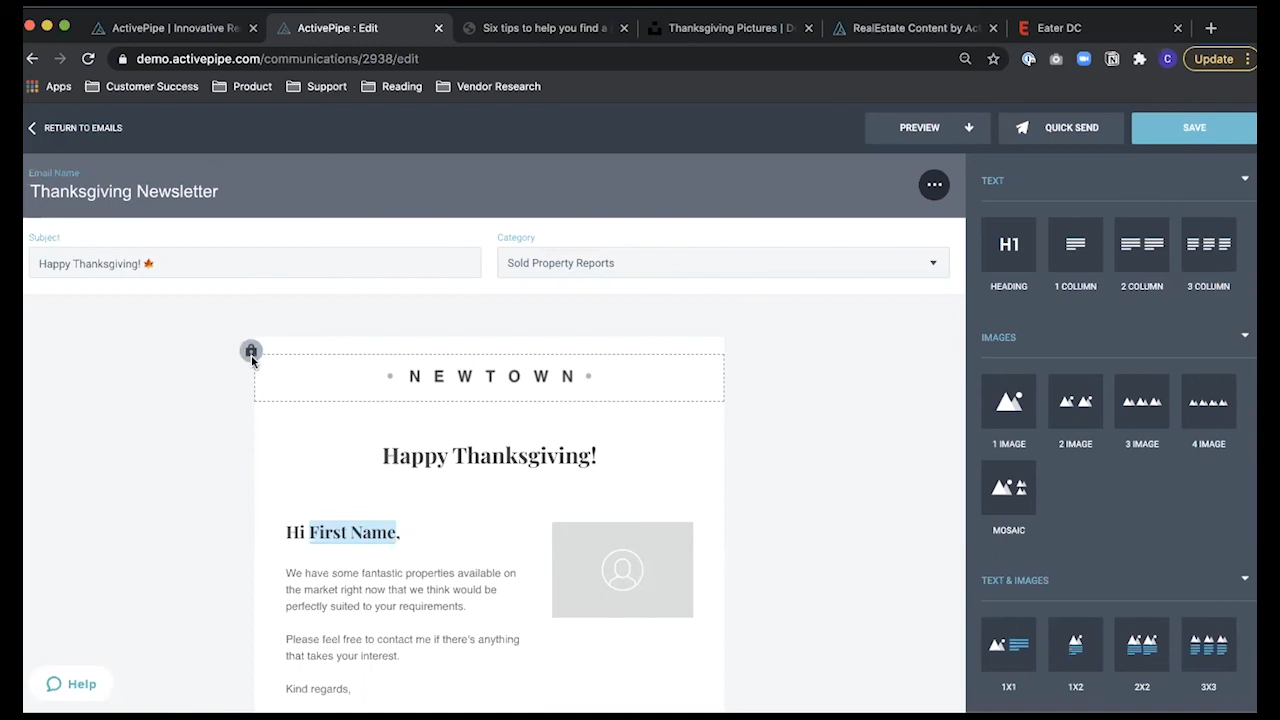 ActivePipe | Innovative Re
ActivePipe : Edit
Six tips to help you find a
Thanksgiving Pictures | D
RealEstate Content by Ac
Eater DC
demo.activepipe.com/communications/2938/edit
C
Update
Apps
Customer Success
Product
Support
Reading
Vendor Research
RETURN TO EMAILS
PREVIEW
QUICK SEND
SAVE
Email Name
Thanksgiving Newsletter
Subject
Category
Happy Thanksgiving! 🍁
Sold Property Reports
• N E W T O W N •
Happy Thanksgiving!
Hi First Name,
We have some fantastic properties available on
the market right now that we think would be
perfectly suited to your requirements.
Please feel free to contact me if there's anything
that takes your interest.
Kind regards,
Help
TEXT
H1
HEADING
1 COLUMN
2 COLUMN
3 COLUMN
IMAGES
1 IMAGE
2 IMAGE
3 IMAGE
4 IMAGE
MOSAIC
TEXT & IMAGES
1X1
1X2
2X2
3X3